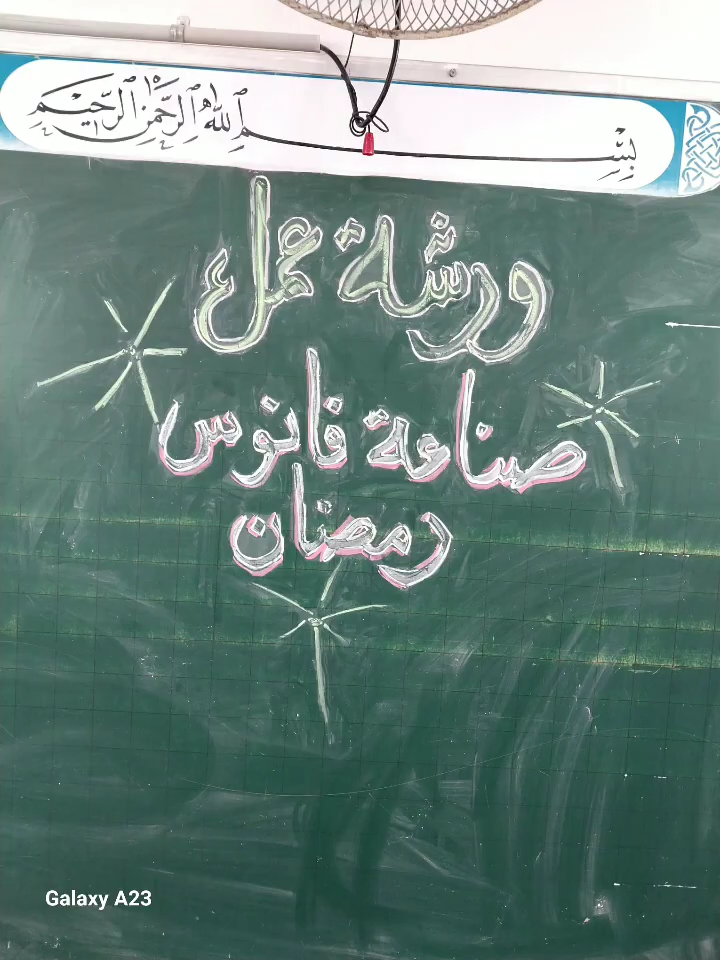 بسم الله الرحمن الرحيم
ورشة عمل
صناعة فانوس
رمضان
Galaxy A23